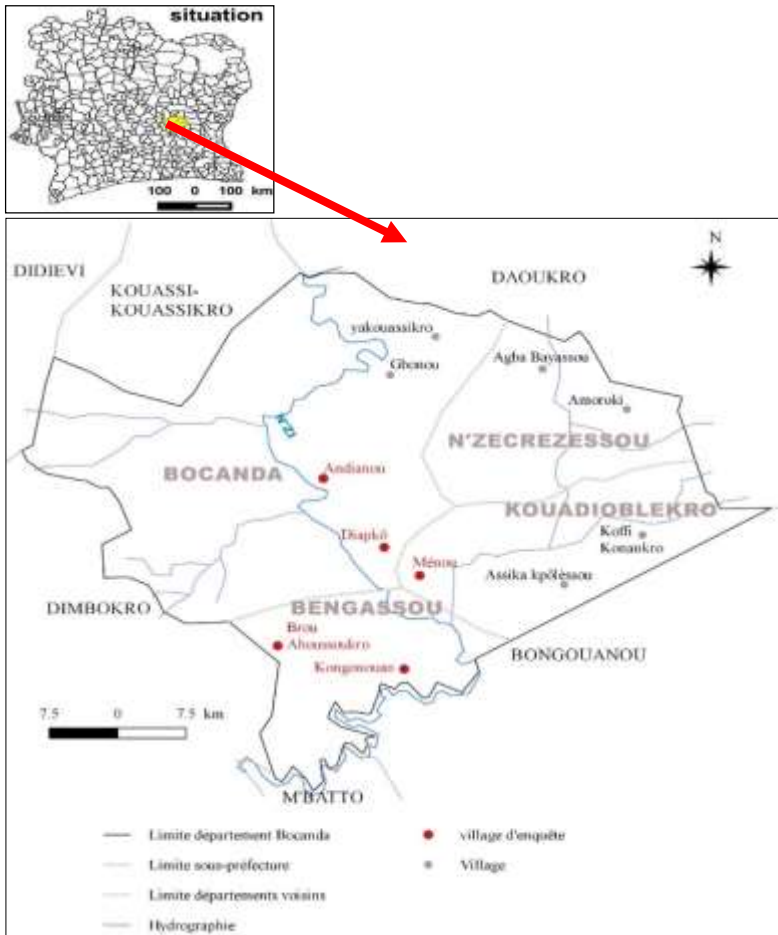 situation
100 0 100 km
N
DIDIEVI
KOUASSI-
KOUASSIKRO
DAOUKRO
yakouassikro
Gbonou
Agba Bayassou
Amoroki
N'ZI
N'ZECREZESSOU
BOCANDA
Andianou
KOUADIOBLEKRO
Koffi
Konankro
Diapkô
Ménou
Assika kpôlèssou
DIMBOKRO
BENGASSOU
Brou
Ahoussoukro
BONGOUANOU
Kongonouan
7.5 0 7.5 km
M'BATTO
Limite département Bocanda
village d'enquête
Limite sous-préfecture
Village
Limite départements voisins
Hydrographie